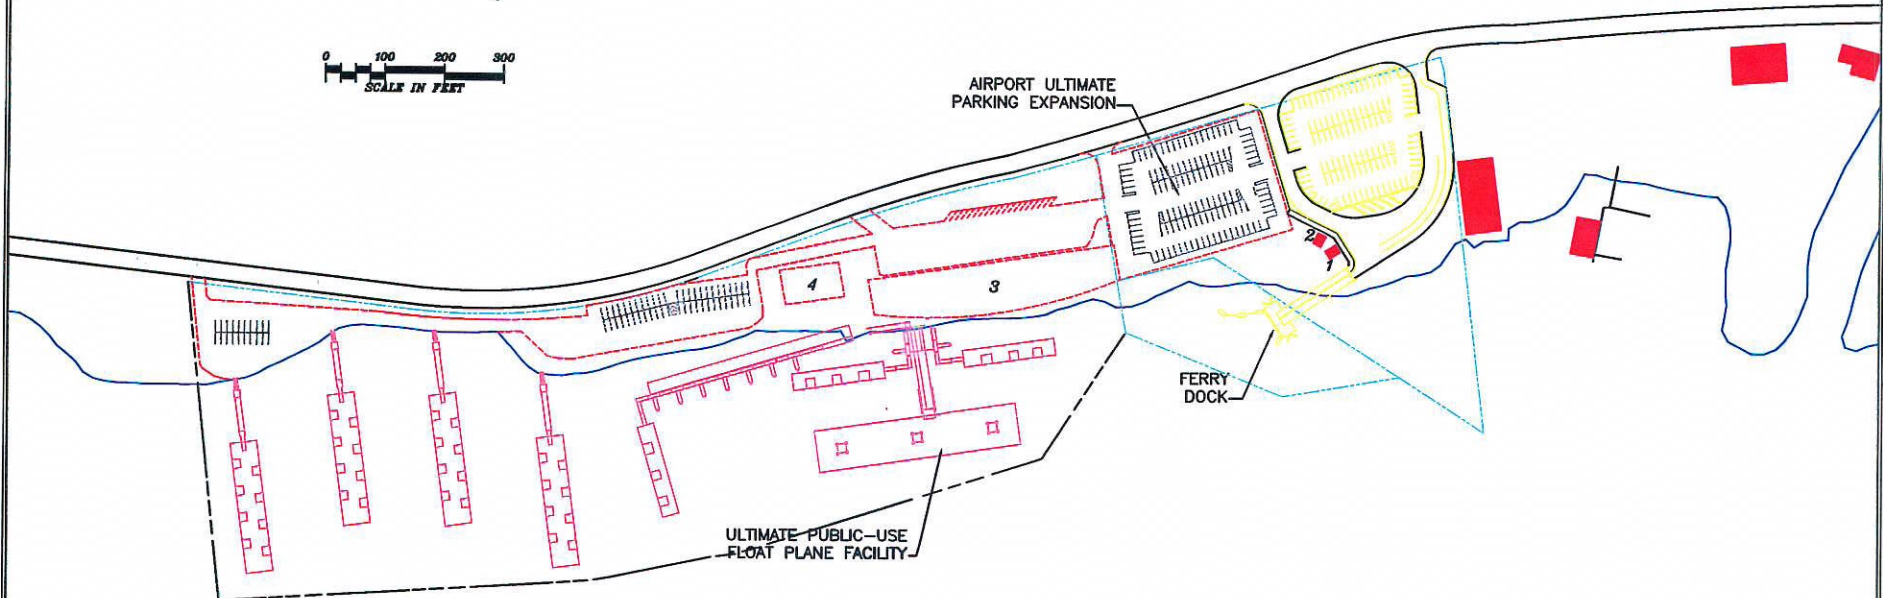 0 100 200 300
SCALE IN FEET
AIRPORT ULTIMATE
PARKING EXPANSION
2
1
4
3
FERRY
DOCK
ULTIMATE PUBLIC-USE
FLOAT PLANE FACILITY